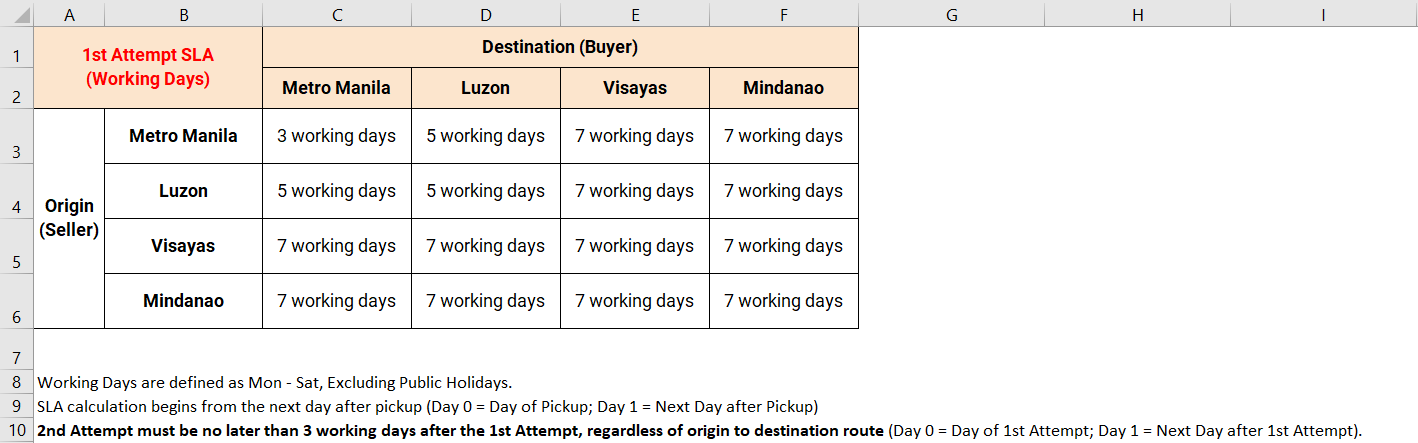 A B C D E F G H I
1 1st Attempt SLA Destination (Buyer)
(Working Days)
2 Metro Manila Luzon Visayas Mindanao
3 Metro Manila 3 working days 5 working days 7 working days 7 working days
4 Origin Luzon 5 working days 5 working days 7 working days 7 working days
(Seller)
5 Visayas 7 working days 7 working days 7 working days 7 working days
6 Mindanao 7 working days 7 working days 7 working days 7 working days
7
8 Working Days are defined as Mon - Sat, Excluding Public Holidays.
9 SLA calculation begins from the next day after pickup (Day 0 = Day of Pickup; Day 1 = Next Day after Pickup)
10 2nd Attempt must be no later than 3 working days after the 1st Attempt, regardless of origin to destination route (Day 0 = Day of 1st Attempt; Day 1 = Next Day after 1st Attempt).